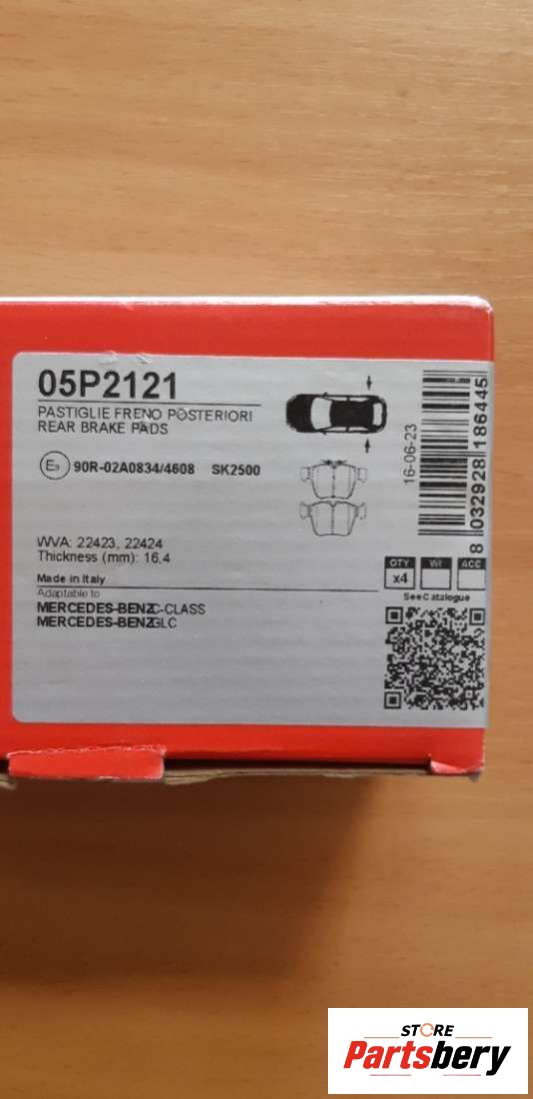 05P2121
PASTIGLIE FRENO POSTERIORI
REAR BRAKE PADS
E9 90R-02A0834/4608 SK2500
WVA: 22423, 22424
Thickness (mm): 16,4
Made in Italy
Adaptable to
MERCEDES-BENZ C-CLASS
MERCEDES-BENZ GLC
16-06-23
8 032928 186445
QTY WI ACC
x4
See Catalogue
STORE
Partsbery